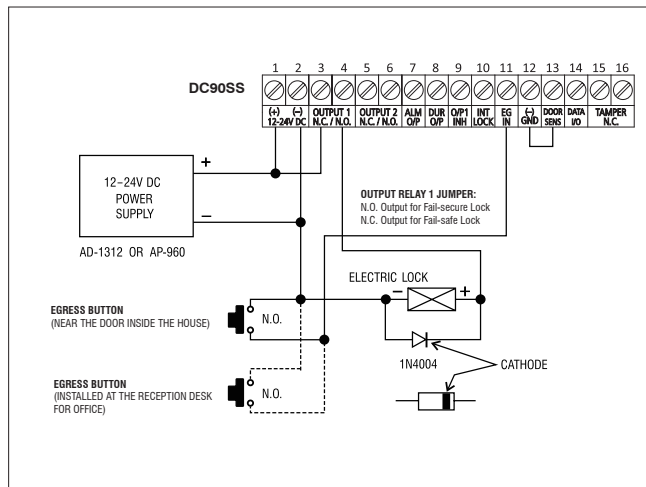 1 2 3 4 5 6 7 8 9 10 11 12 13 14 15 16
DC90SS
(+) (–) OUTPUT 1 OUTPUT 2 ALM DUR O/P1 INT EG (–) DOOR DATA TAMPER
12-24V DC N.C. / N.O. N.C. / N.O. O/P O/P INH LOCK IN GND SENS I/O N.C.
+
12–24V DC
POWER
SUPPLY
–
AD-1312 OR AP-960
OUTPUT RELAY 1 JUMPER:
N.O. Output for Fail-secure Lock
N.C. Output for Fail-safe Lock
ELECTRIC LOCK
– +
EGRESS BUTTON
(NEAR THE DOOR INSIDE THE HOUSE)
N.O.
1N4004
CATHODE
EGRESS BUTTON
(INSTALLED AT THE RECEPTION DESK
FOR OFFICE)
N.O.